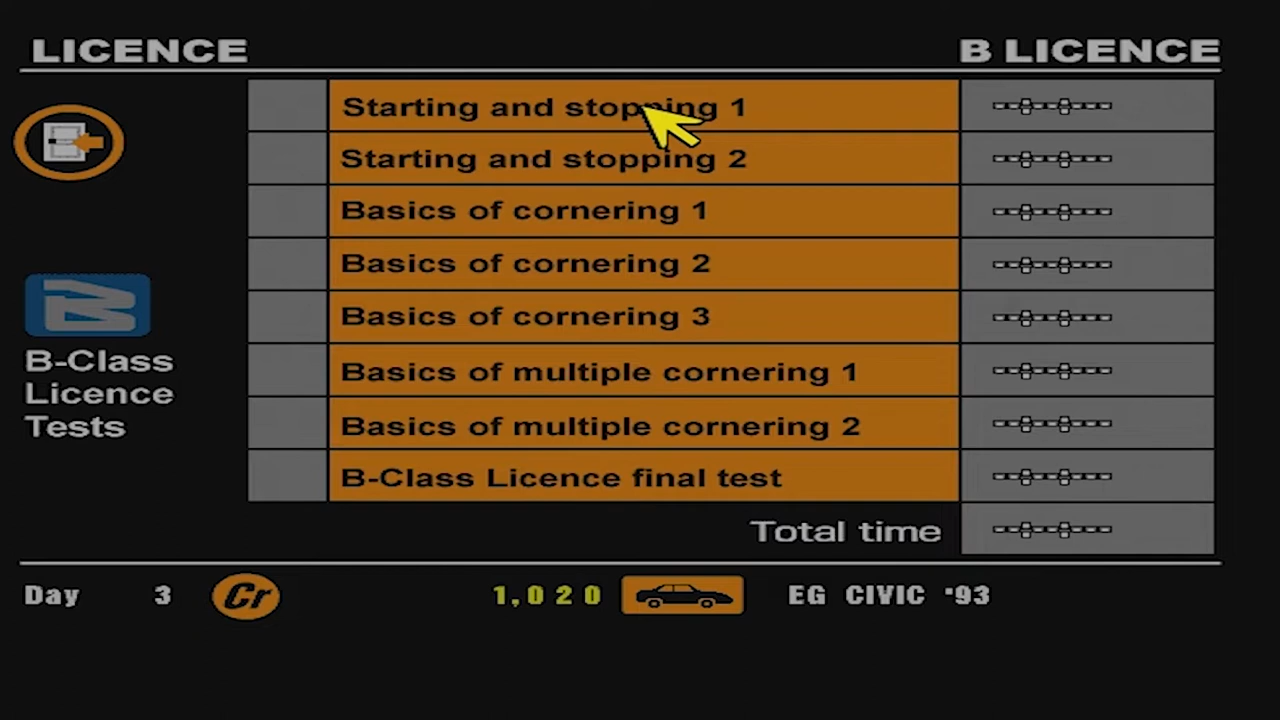 LICENCE
B LICENCE
Starting and stopping 1
Starting and stopping 2
Basics of cornering 1
Basics of cornering 2
Basics of cornering 3
Basics of multiple cornering 1
Basics of multiple cornering 2
B-Class Licence final test
Total time
B
B-Class
Licence
Tests
Day 3 Cr 1,020 EG CIVIC '93